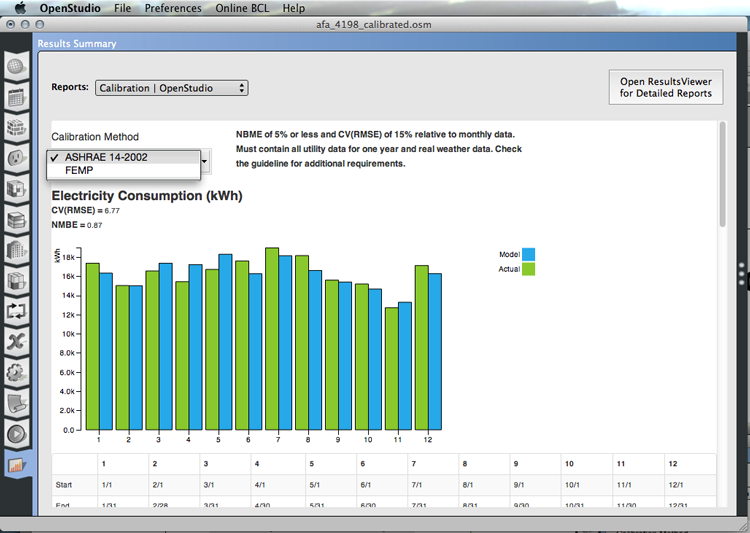 OpenStudio File Preferences Online BCL Help
afa_4198_calibrated.osm
Results Summary
Reports: Calibration | OpenStudio
Open ResultsViewer
for Detailed Reports
Calibration Method
✓ ASHRAE 14-2002
FEMP
NBME of 5% or less and CV(RMSE) of 15% relative to monthly data.
Must contain all utility data for one year and real weather data. Check
the guideline for additional requirements.
Electricity Consumption (kWh)
CV(RMSE) = 6.77
NMBE = 0.87
kWh
18k
16k
14k
12k
10k
8.0k
6.0k
4.0k
2.0k
0.0
1 2 3 4 5 6 7 8 9 10 11 12
Model
Actual
1 2 3 4 5 6 7 8 9 10 11 12
Start 1/1 2/1 3/1 4/1 5/1 6/1 7/1 8/1 9/1 10/1 11/1 12/1
End 1/31 2/28 3/31 4/30 5/31 6/30 7/31 8/31 9/30 10/31 11/30 12/31